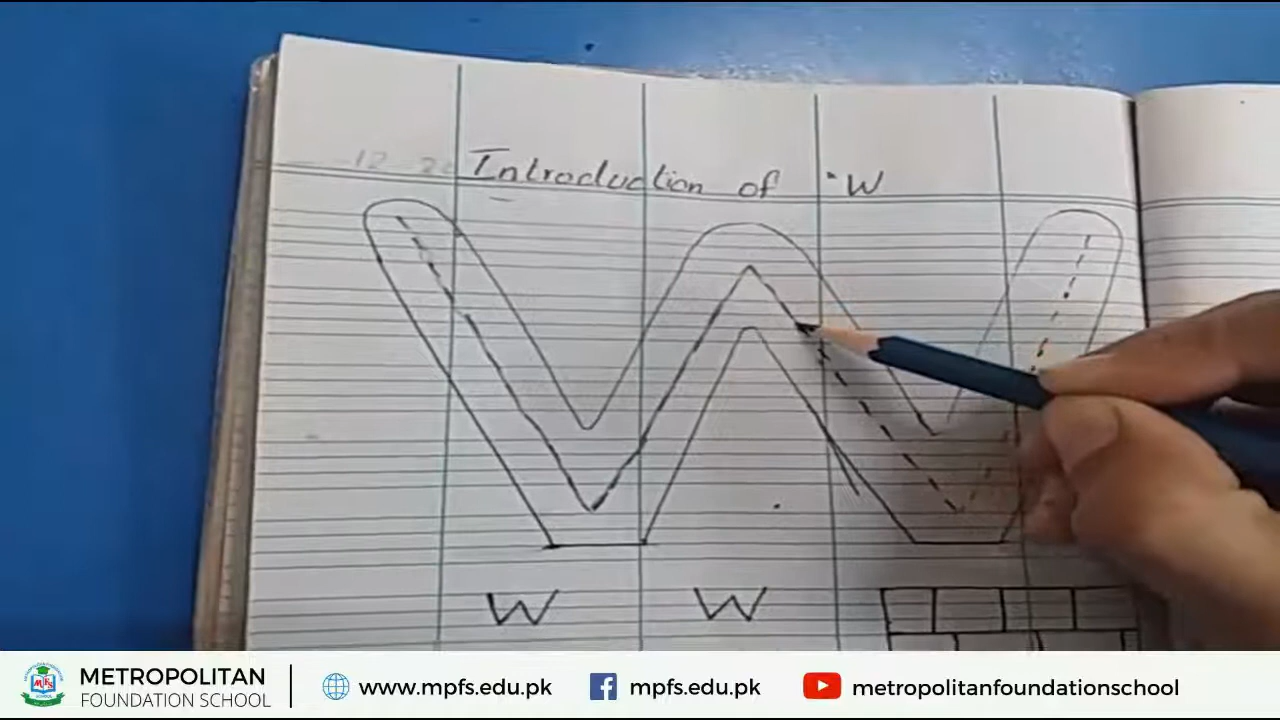 Introduction of "W
W W
METROPOLITAN
FOUNDATION SCHOOL
www.mpfs.edu.pk
mpfs.edu.pk
metropolitanfoundationschool